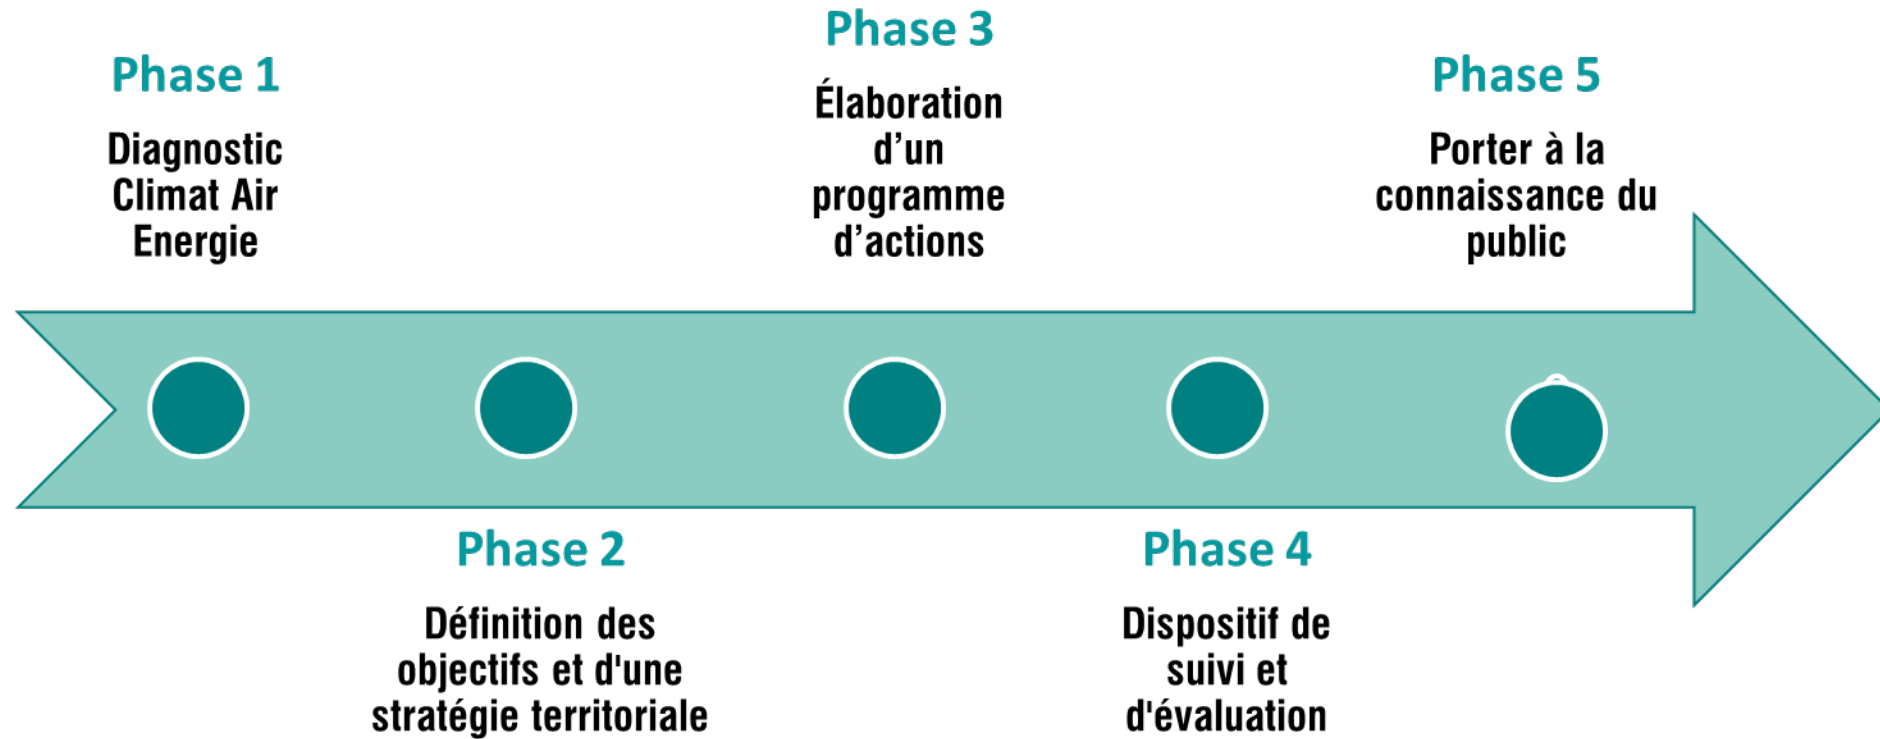 Phase 1
Diagnostic
Climat Air
Energie
Phase 2
Définition des
objectifs et d'une
stratégie territoriale
Phase 3
Élaboration
d’un
programme
d’actions
Phase 4
Dispositif de
suivi et
d'évaluation
Phase 5
Porter à la
connaissance du
public